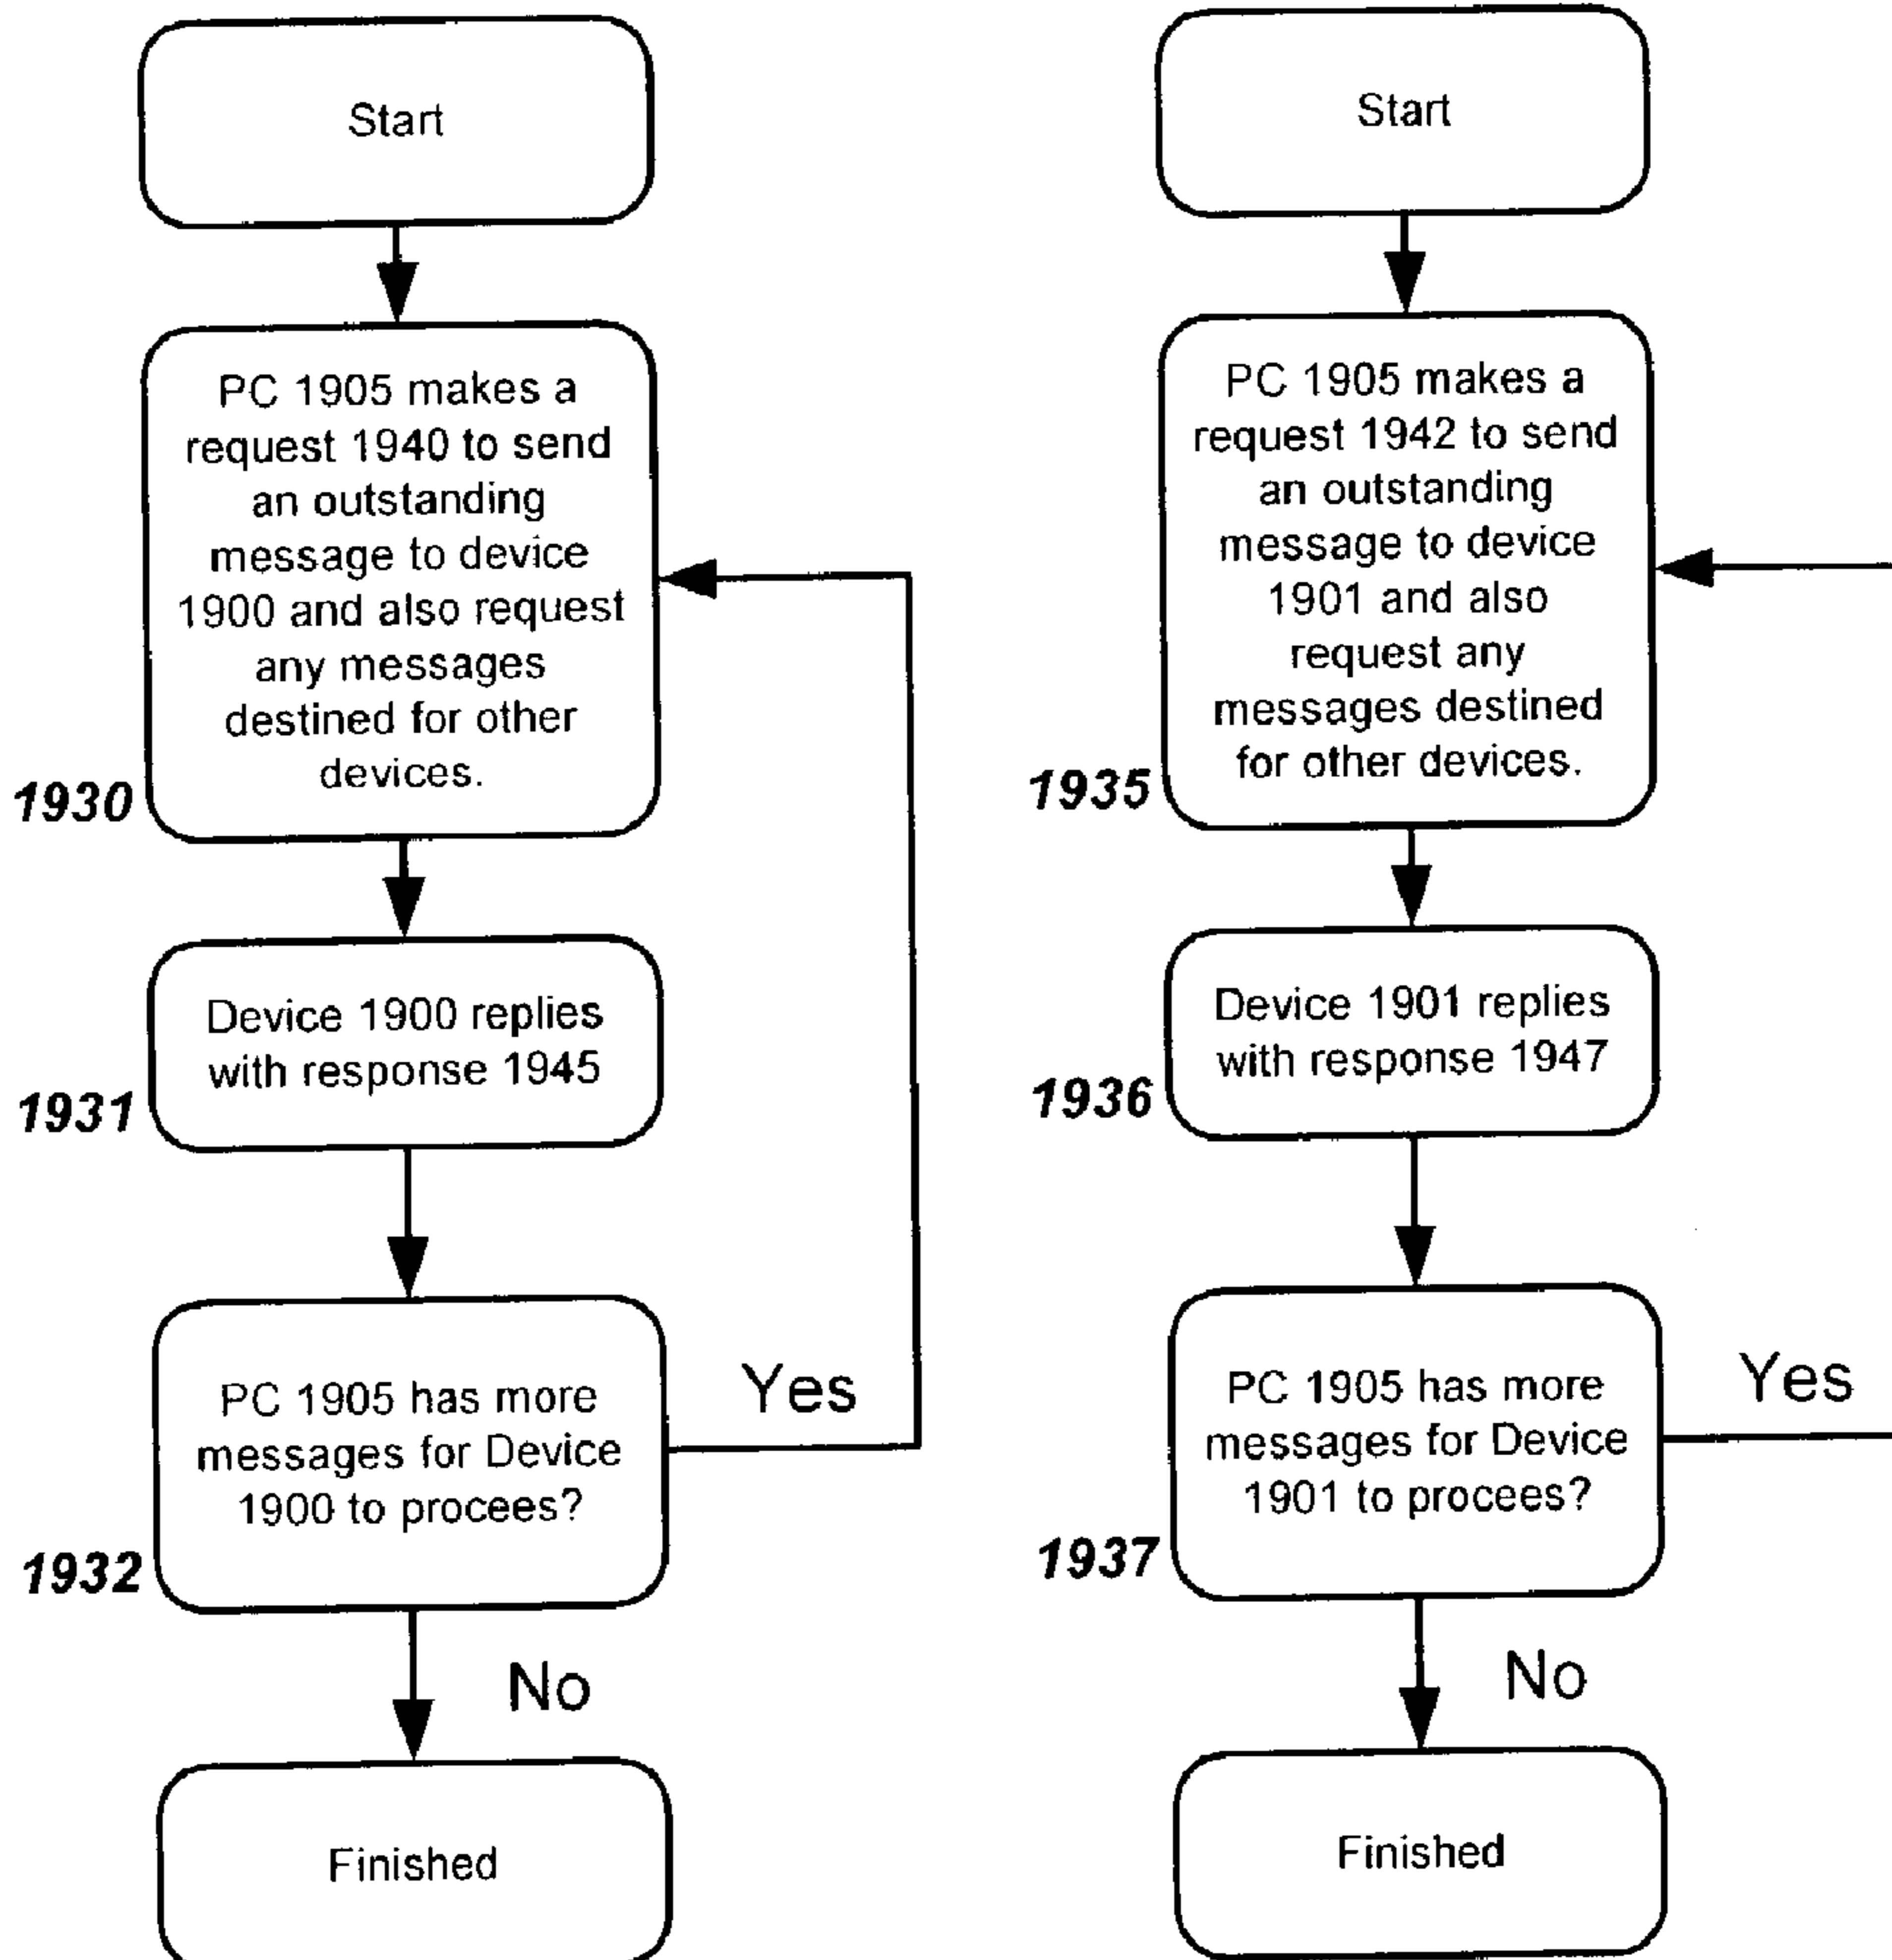 Start
PC 1905 makes a
request 1940 to send
an outstanding
message to device
1900 and also request
any messages
destined for other
devices.
1930
Device 1900 replies
with response 1945
1931
PC 1905 has more
messages for Device
1900 to procees?
1932
Yes
No
Finished
Start
PC 1905 makes a
request 1942 to send
an outstanding
message to device
1901 and also
request any
messages destined
for other devices.
1935
Device 1901 replies
with response 1947
1936
PC 1905 has more
messages for Device
1901 to procees?
1937
Yes
No
Finished